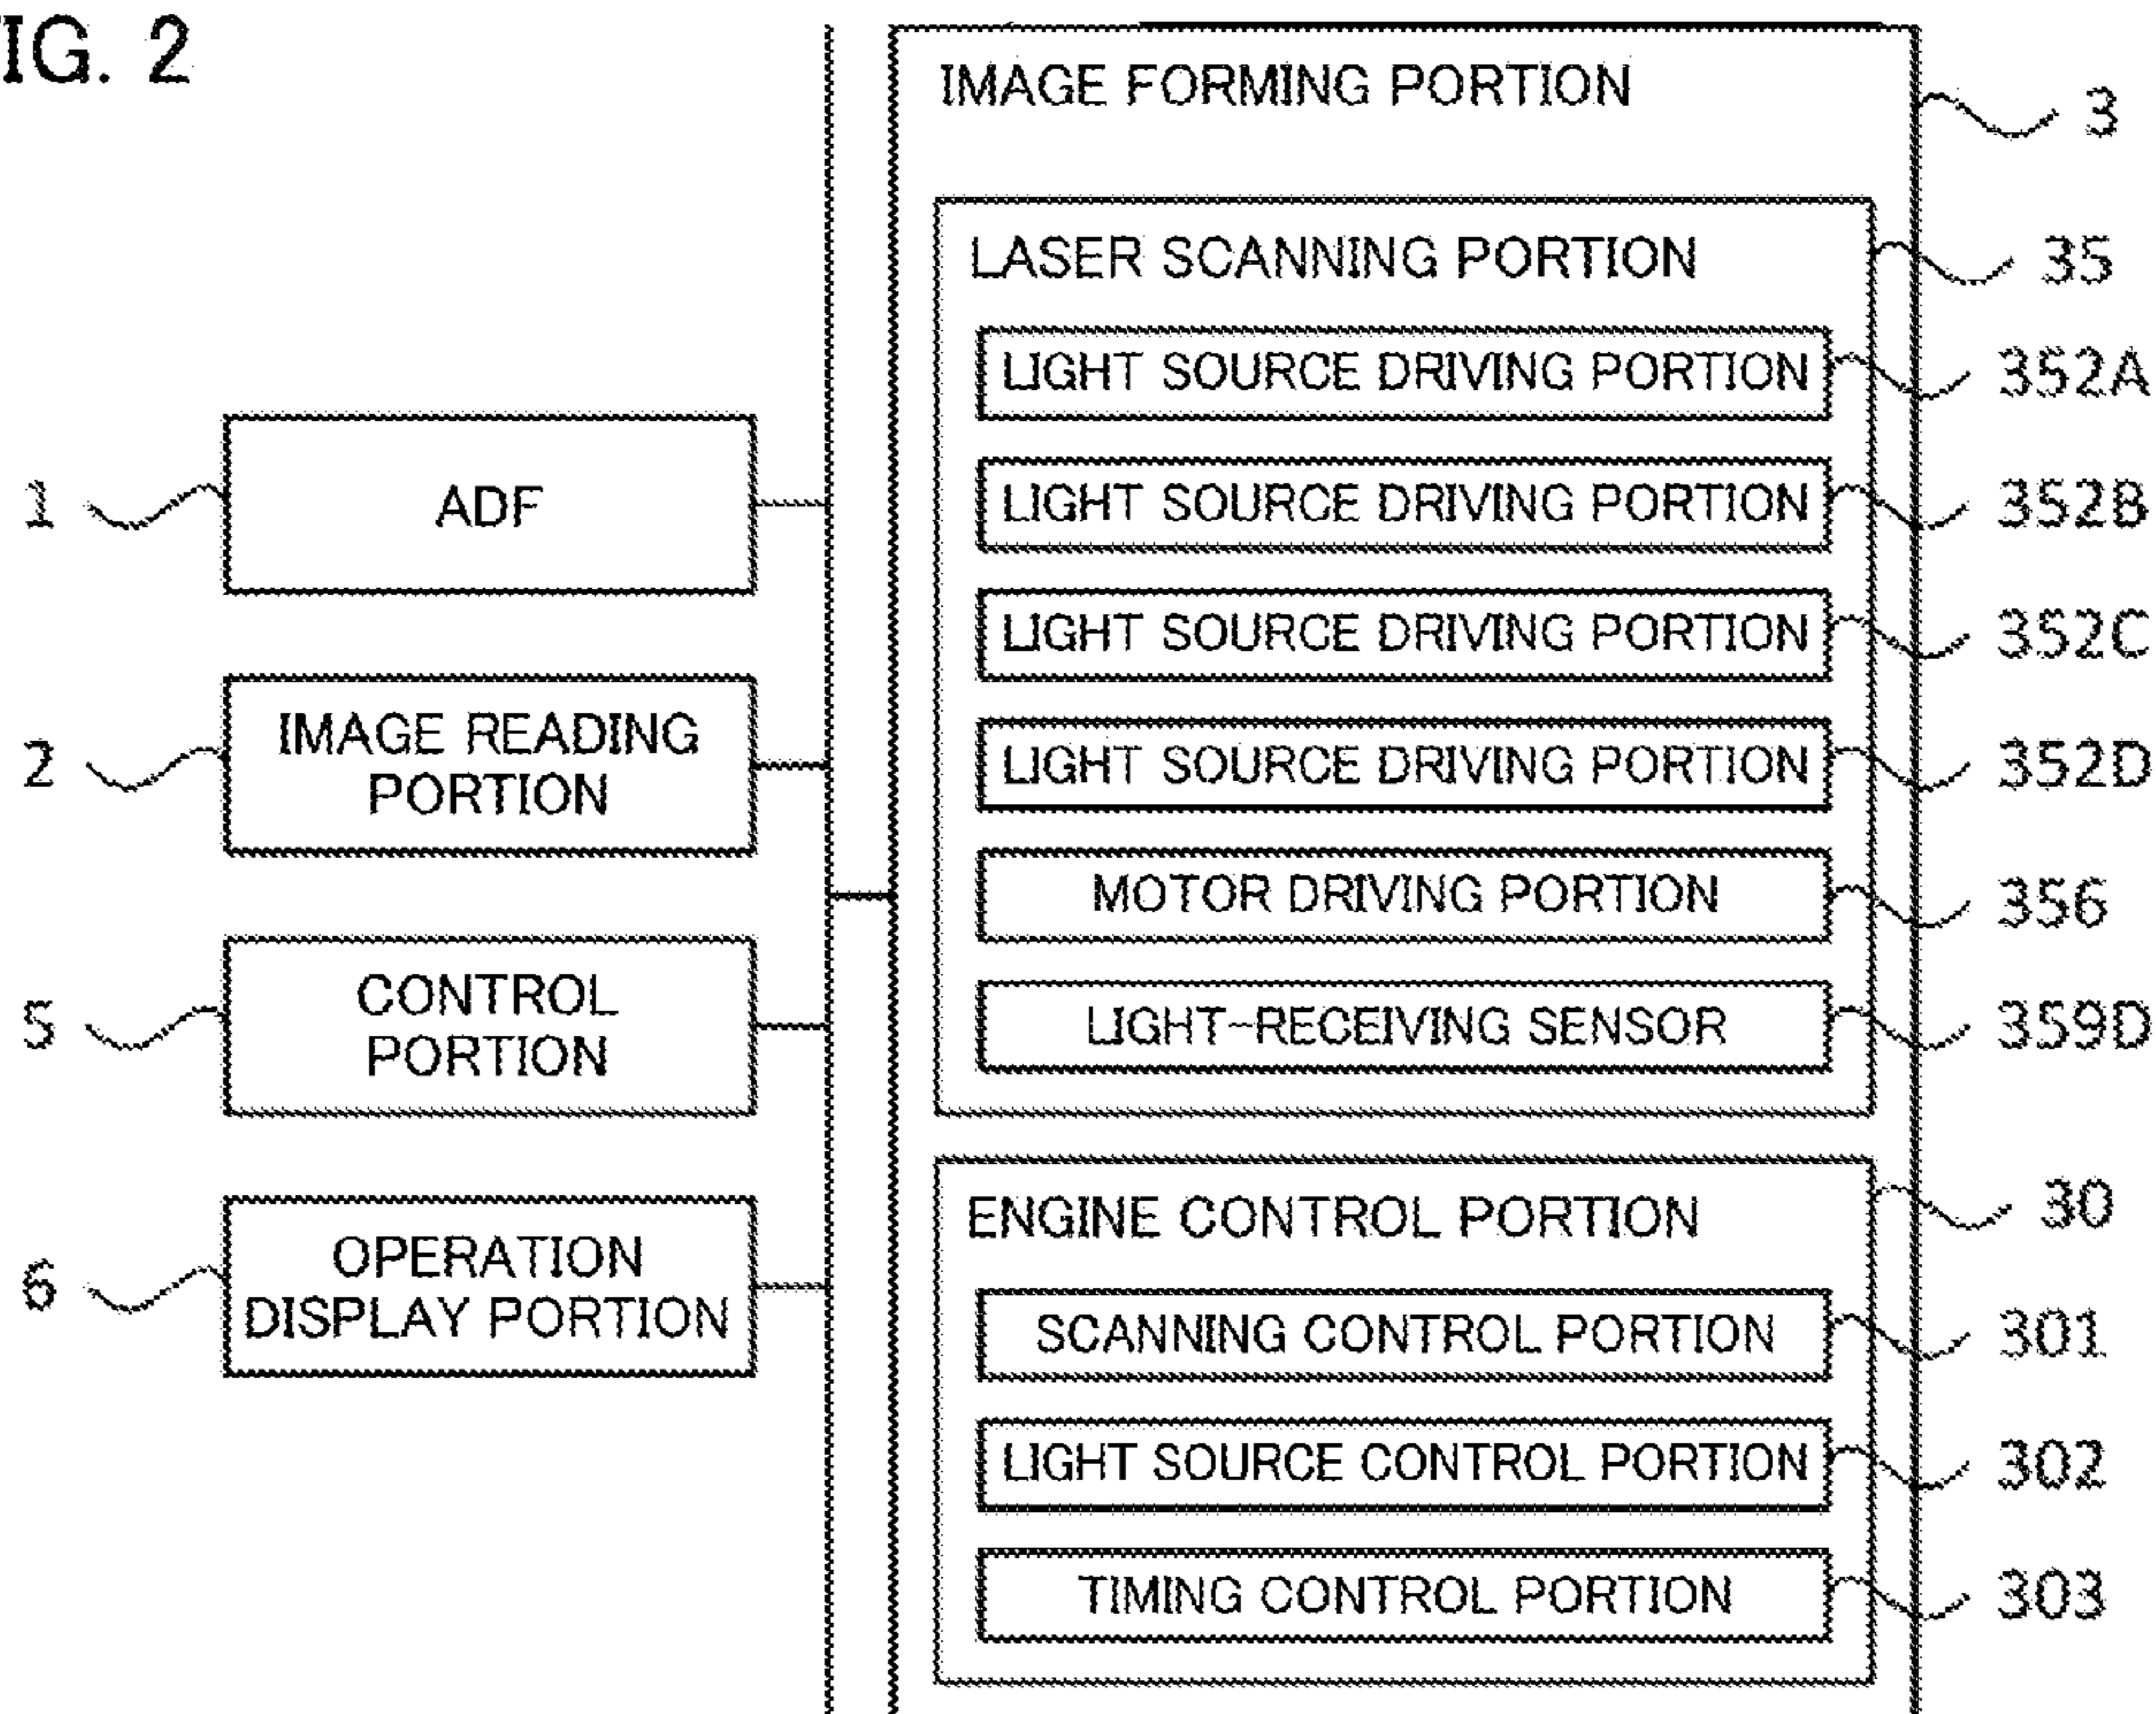 IG. 2
IMAGE FORMING PORTION
3
LASER SCANNING PORTION
35
LIGHT SOURCE DRIVING PORTION
352A
LIGHT SOURCE DRIVING PORTION
352B
LIGHT SOURCE DRIVING PORTION
352C
LIGHT SOURCE DRIVING PORTION
352D
MOTOR DRIVING PORTION
356
LIGHT-RECEIVING SENSOR
359D
ENGINE CONTROL PORTION
30
SCANNING CONTROL PORTION
301
LIGHT SOURCE CONTROL PORTION
302
TIMING CONTROL PORTION
303
1
ADF
2
IMAGE READING
PORTION
5
CONTROL
PORTION
6
OPERATION
DISPLAY PORTION